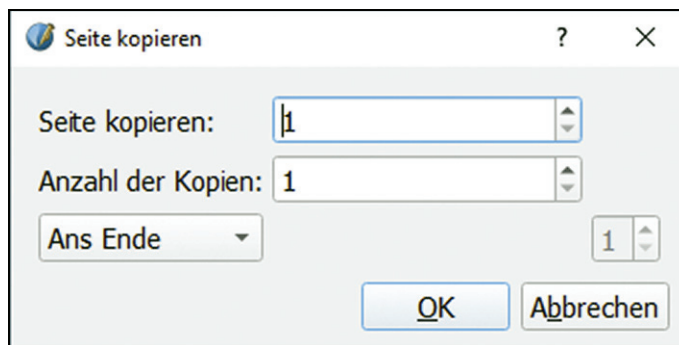 Seite kopieren ?
Seite kopieren: 1
Anzahl der Kopien: 1
Ans Ende 1
OK Abbrechen